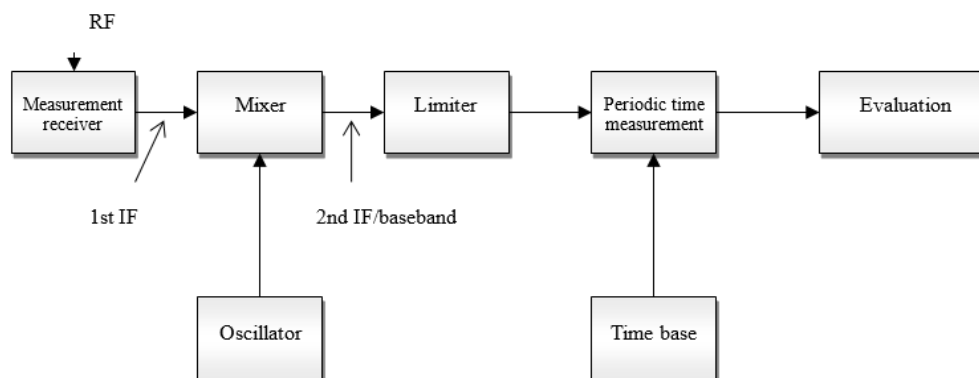 RF
Measurement
receiver
Mixer
Limiter
Periodic time
measurement
Evaluation
1st IF
2nd IF/baseband
Oscillator
Time base